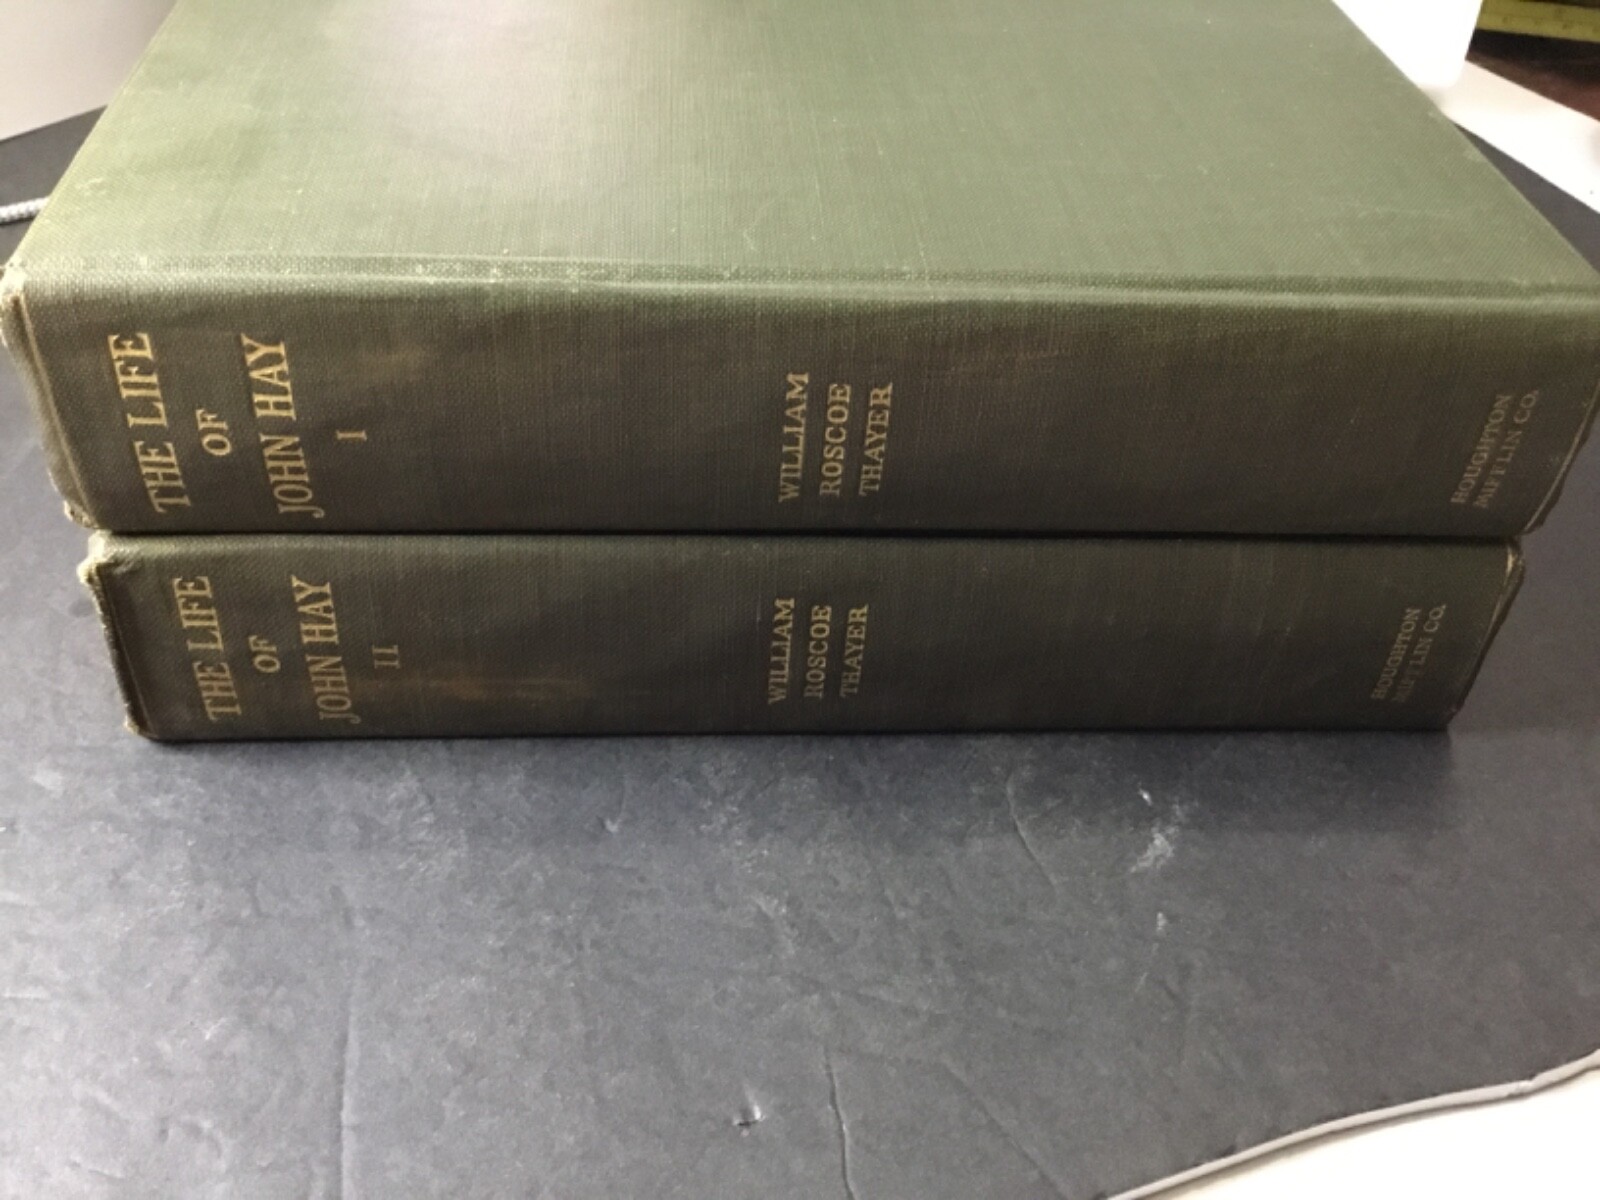 THE LIFE
OF
JOHN HAY
I
WILLIAM
ROSCOE
THAYER
HOUGHTON
MIFFLIN CO.
THE LIFE
OF
JOHN HAY
II
WILLIAM
ROSCOE
THAYER
HOUGHTON
MIFFLIN CO.